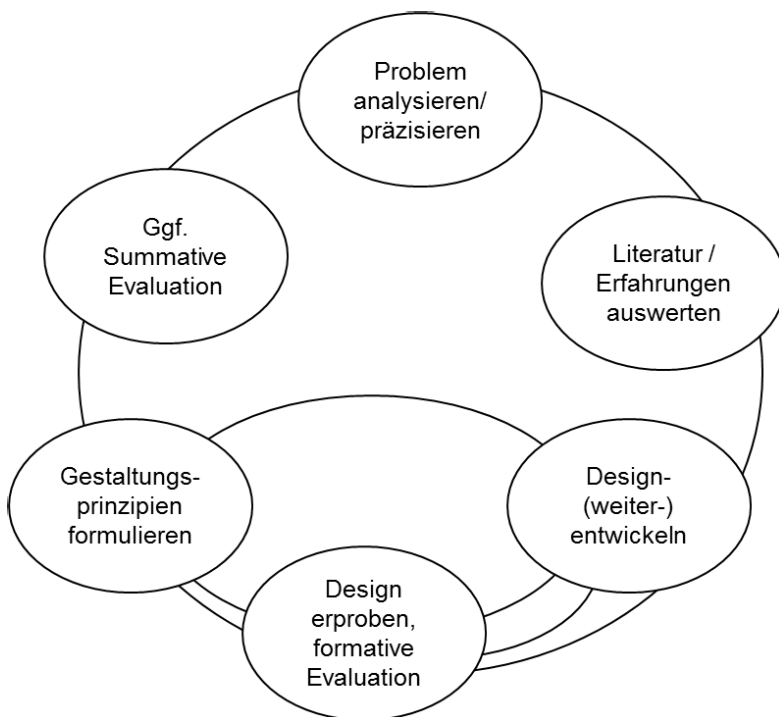 Problem
analysieren/
präzisieren
Ggf.
Summative
Evaluation
Literatur /
Erfahrungen
auswerten
Gestaltungs-
prinzipien
formulieren
Design-
(weiter-)
entwickeln
Design
erproben,
formative
Evaluation